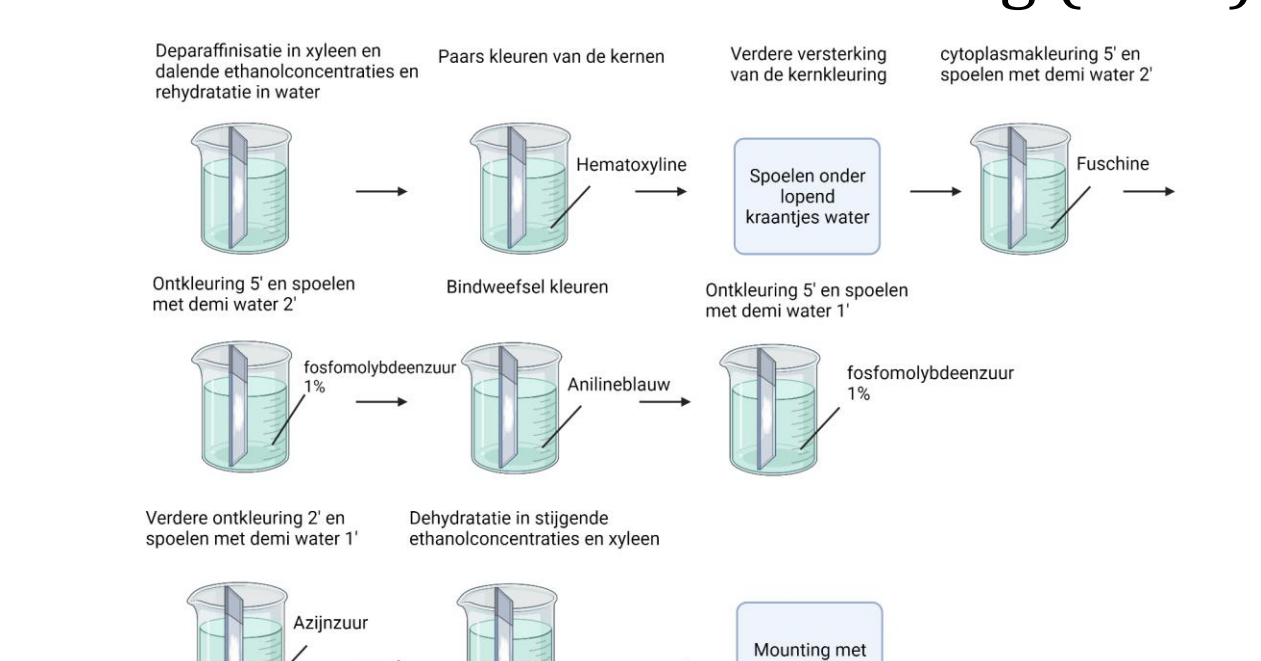 Deparaffinisatie in xyleen en
dalende ethanolconcentraties en
rehydratatie in water
Paars kleuren van de kernen
Verdere versterking
van de kernkleuring
cytoplasmakleuring 5' en
spoelen met demi water 2'
Hematoxyline
Spoelen onder
lopend
kraantjes water
Fuschine
Ontkleuring 5' en spoelen
met demi water 2'
Bindweefsel kleuren
Ontkleuring 5' en spoelen
met demi water 1'
fosfomolybdeenzuur
1%
Anilineblauw
fosfomolybdeenzuur
1%
Verdere ontkleuring 2' en
spoelen met demi water 1'
Dehydratatie in stijgende
ethanolconcentraties en xyleen
Azijnzuur
Mounting met